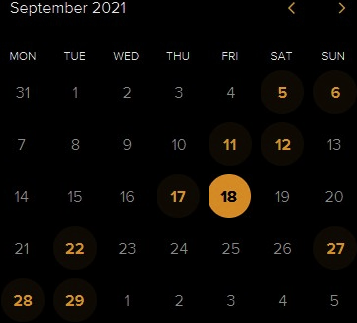 September 2021 < >
MON TUE WED THU FRI SAT SUN
31 1 2 3 4 5 6
7 8 9 10 11 12 13
14 15 16 17 18 19 20
21 22 23 24 25 26 27
28 29 1 2 3 4 5